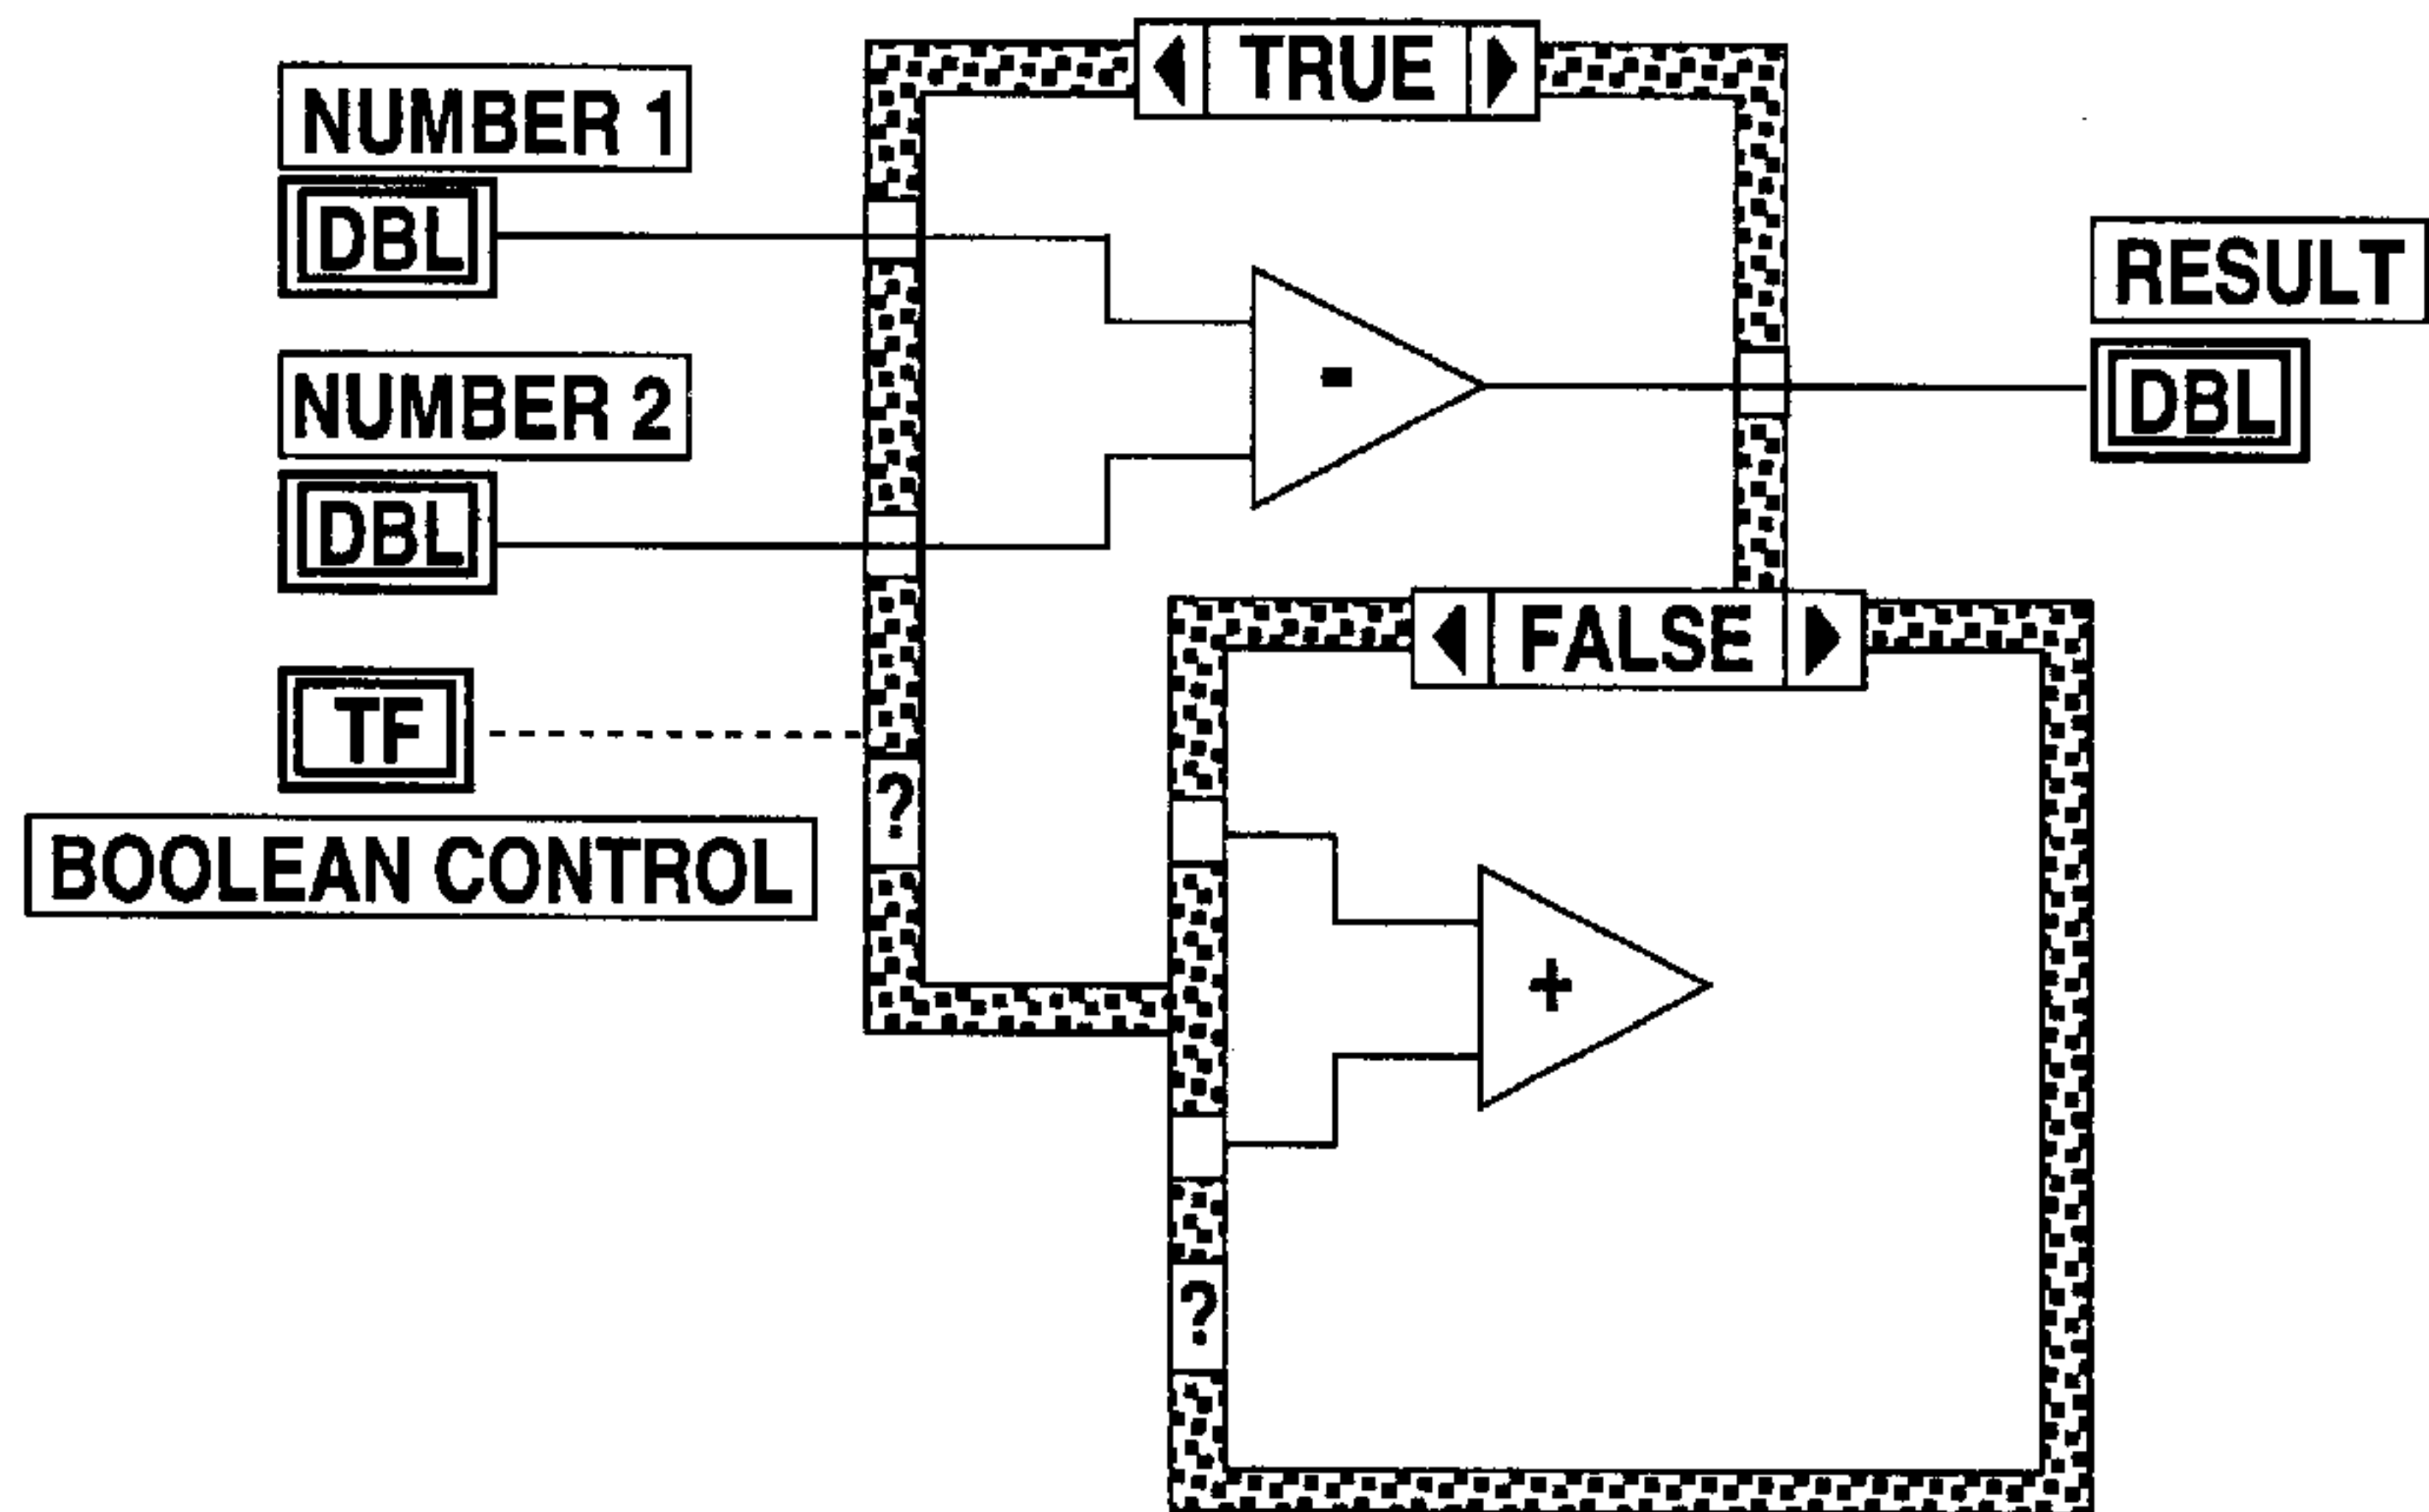 TRUE
NUMBER 1
DBL
RESULT
DBL
-
NUMBER 2
DBL
FALSE
TF
?
BOOLEAN CONTROL
+
?